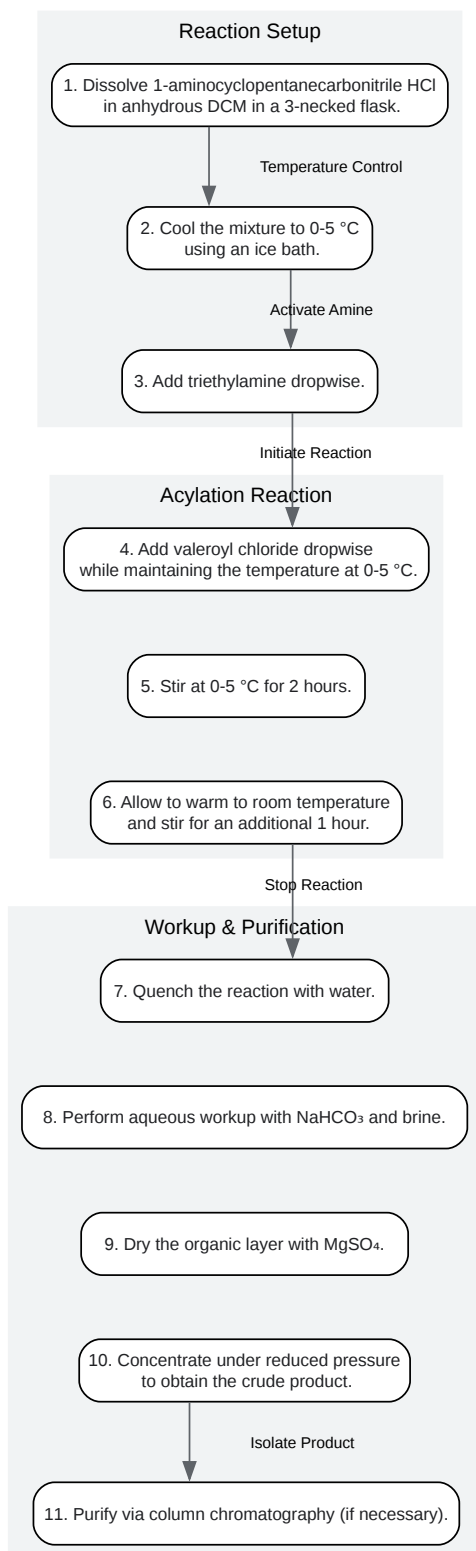 Reaction Setup
1. Dissolve 1-aminocyclopentanecarbonitrile HCl
in anhydrous DCM in a 3-necked flask.
Temperature Control
2. Cool the mixture to 0-5 °C
using an ice bath.
Activate Amine
3. Add triethylamine dropwise.
Initiate Reaction
Acylation Reaction
4. Add valeroyl chloride dropwise
while maintaining the temperature at 0-5 °C.
5. Stir at 0-5 °C for 2 hours.
6. Allow to warm to room temperature
and stir for an additional 1 hour.
Stop Reaction
Workup & Purification
7. Quench the reaction with water.
8. Perform aqueous workup with NaHCO₃ and brine.
9. Dry the organic layer with MgSO₄.
10. Concentrate under reduced pressure
to obtain the crude product.
Isolate Product
11. Purify via column chromatography (if necessary).